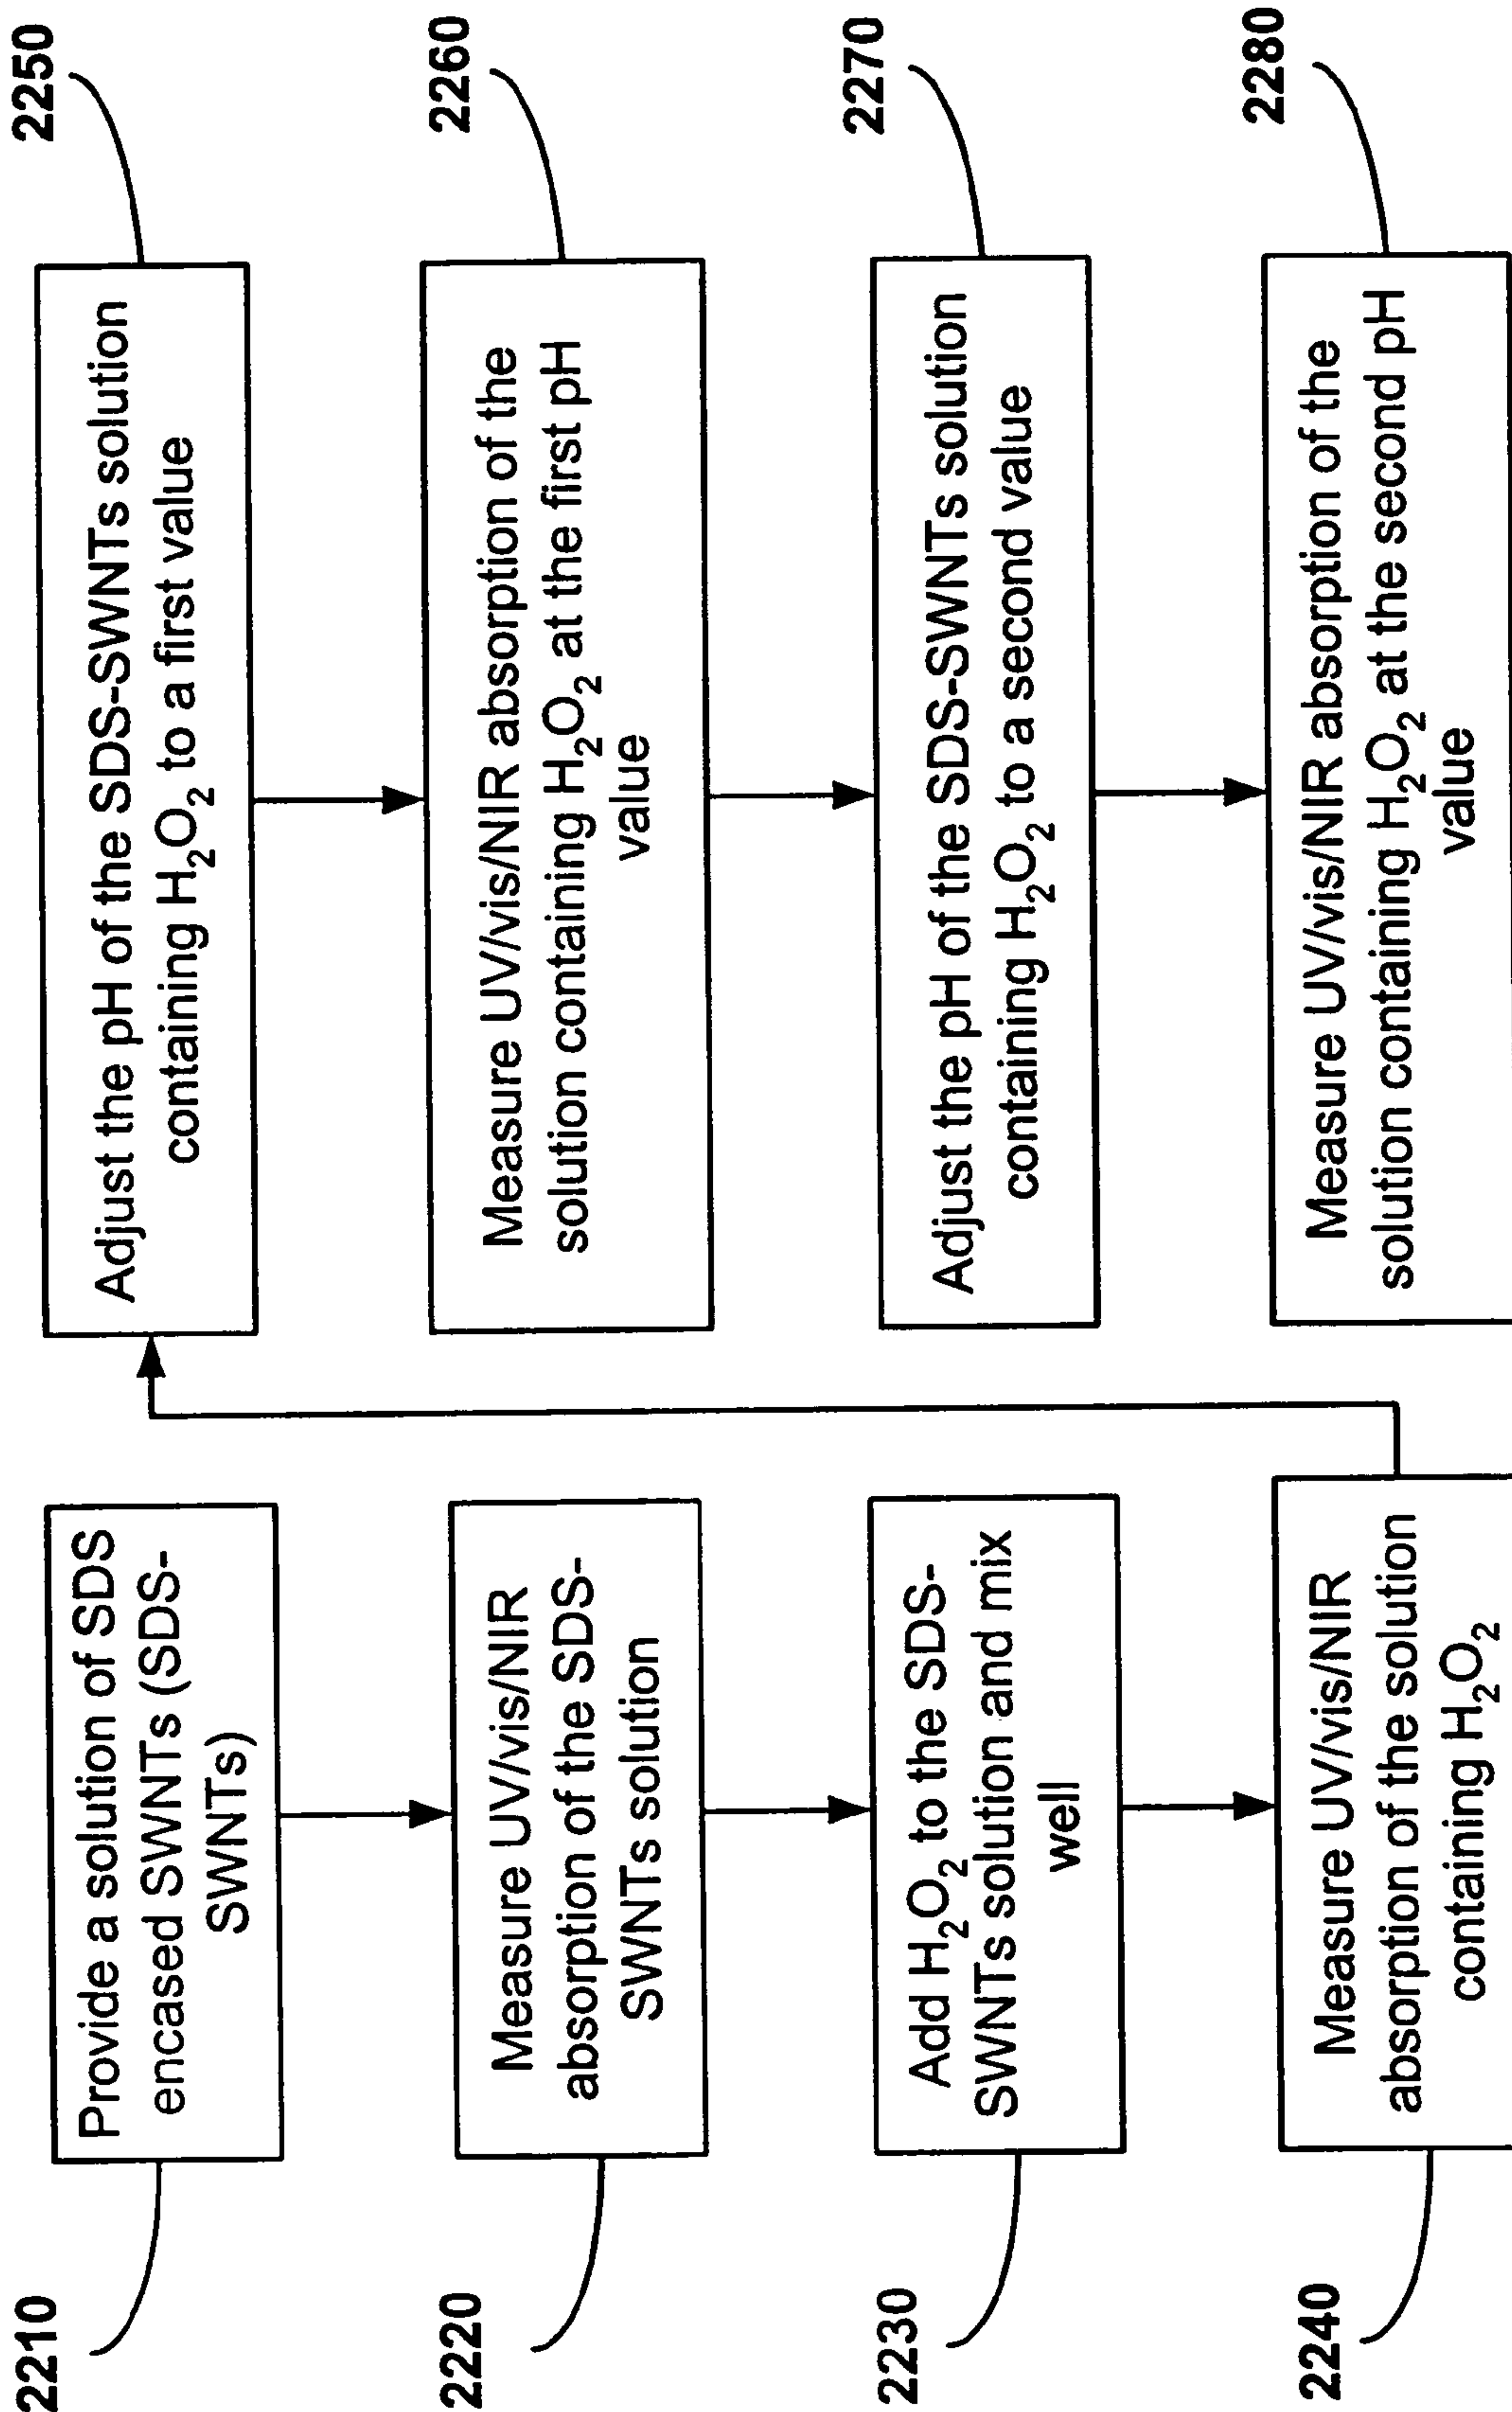 2210
Provide a solution of SDS
encased SWNTs (SDS-
SWNTs)
2220
Measure UV/vis/NIR
absorption of the SDS-
SWNTs solution
2230
Add H₂O₂ to the SDS-
SWNTs solution and mix
well
2240
Measure UV/vis/NIR
absorption of the solution
containing H₂O₂
2250
Adjust the pH of the SDS-SWNTs solution
containing H₂O₂ to a first value
2260
Measure UV/vis/NIR absorption of the
solution containing H₂O₂ at the first pH
value
2270
Adjust the pH of the SDS-SWNTs solution
containing H₂O₂ to a second value
2280
Measure UV/vis/NIR absorption of the
solution containing H₂O₂ at the second pH
value